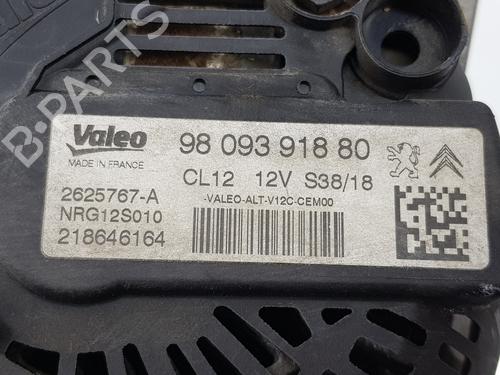 B-PARTS
Valeo
MADE IN FRANCE
98 093 918 80
CL12 12V S38/18
-VALEO-ALT-V12C-CEM00
2625767-A
NRG12S010
218646164